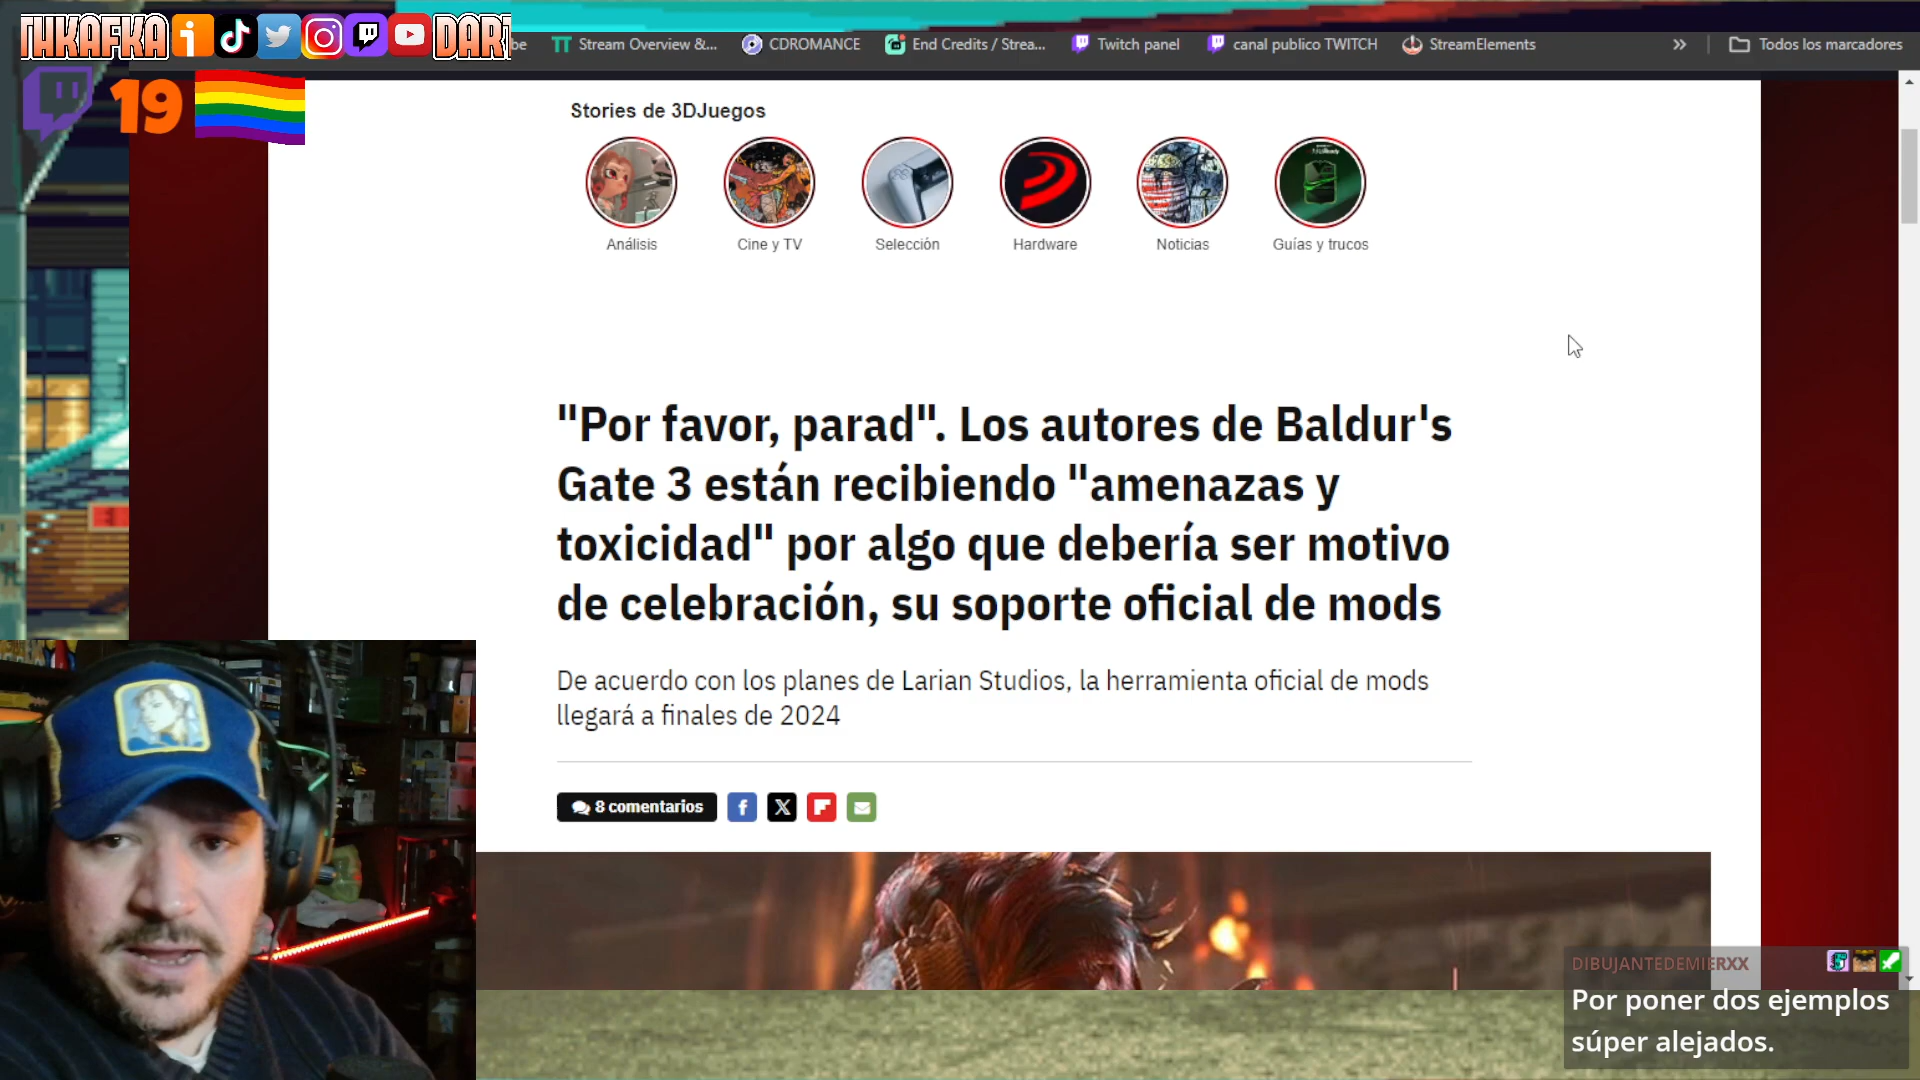 THKAFKA
DART
be
Stream Overview &...
CDROMANCE
End Credits / Strea...
Twitch panel
canal publico TWITCH
StreamElements
»
Todos los marcadores
19
Stories de 3DJuegos
Análisis
Cine y TV
Selección
Hardware
Noticias
Guías y trucos
"Por favor, parad". Los autores de Baldur's
Gate 3 están recibiendo "amenazas y
toxicidad" por algo que debería ser motivo
de celebración, su soporte oficial de mods
De acuerdo con los planes de Larian Studios, la herramienta oficial de mods
llegará a finales de 2024
8 comentarios
DIBUJANTEDEMIERXX
Por poner dos ejemplos
súper alejados.